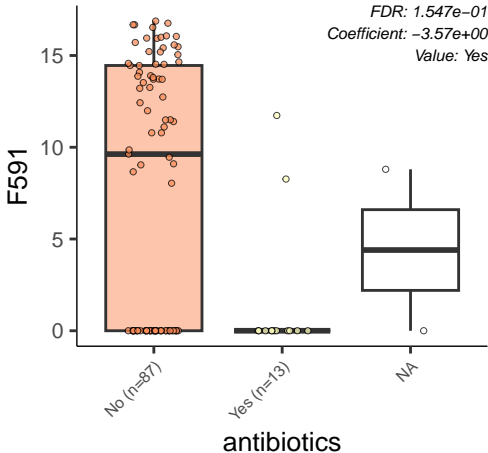 FDR: 1.547e−01
Coefficient: −3.57e+00
Value: Yes
15
10
5
0
F591
No (n=87)
Yes (n=13)
NA
antibiotics